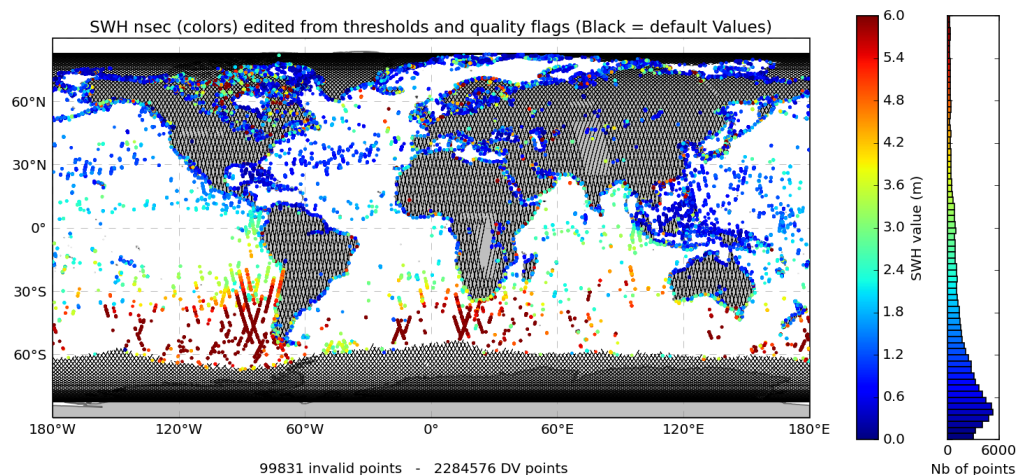 SWH nsec (colors) edited from thresholds and quality flags (Black = default Values)
60°N
30°N
0°
30°S
60°S
180°W 120°W 60°W 0° 60°E 120°E 180°E
99831 invalid points - 2284576 DV points
6.0
5.4
4.8
4.2
3.6
3.0
2.4
1.8
1.2
0.6
0.0
SWH value (m)
0 6000
Nb of points